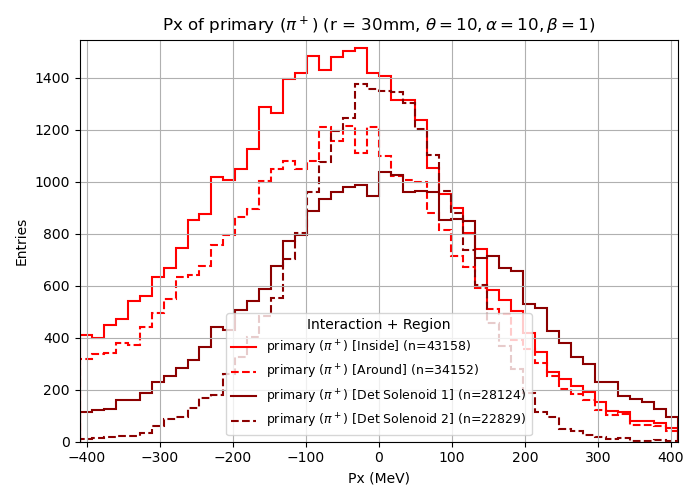 Px of primary (π⁺) (r = 30mm, θ = 10, α = 10, β = 1)
Entries
1400
1200
1000
800
600
400
200
0
Interaction + Region
primary (π⁺) [Inside] (n=43158)
primary (π⁺) [Around] (n=34152)
primary (π⁺) [Det Solenoid 1] (n=28124)
primary (π⁺) [Det Solenoid 2] (n=22829)
−400 −300 −200 −100 0 100 200 300 400
Px (MeV)